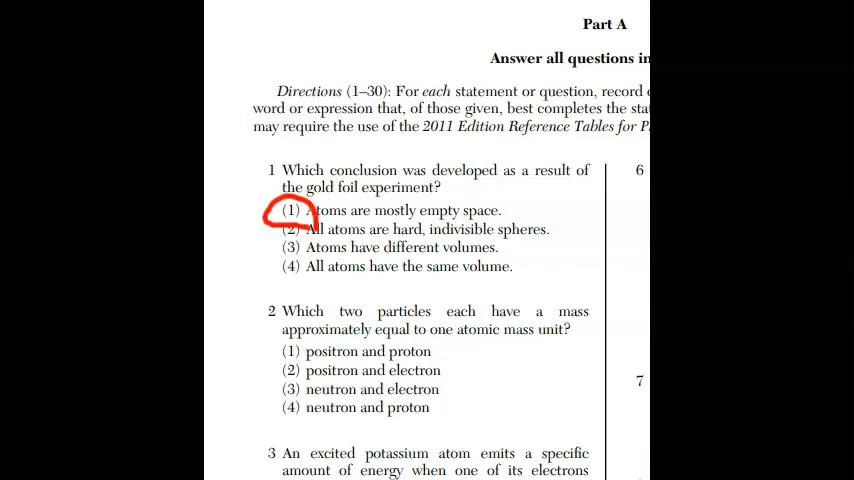 Part A
Answer all questions in
Directions (1–30): For each statement or question, record
word or expression that, of those given, best completes the
may require the use of the 2011 Edition Reference Tables for
1 Which conclusion was developed as a result of
the gold foil experiment?
(1) Atoms are mostly empty space.
(2) All atoms are hard, indivisible spheres.
(3) Atoms have different volumes.
(4) All atoms have the same volume.
2 Which two particles each have a mass
approximately equal to one atomic mass unit?
(1) positron and proton
(2) positron and electron
(3) neutron and electron
(4) neutron and proton
3 An excited potassium atom emits a specific
amount of energy when one of its electrons
6
7